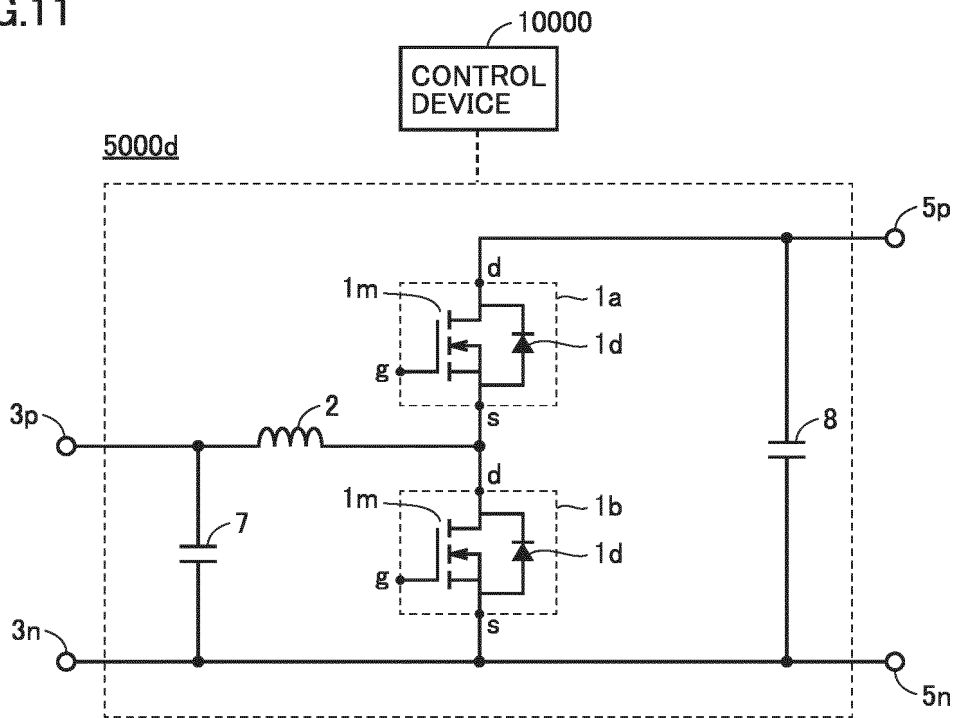 G.11
10000
CONTROL
DEVICE
5000d
5p
d
1m
1a
1d
g
s
3p
2
8
d
1m
1b
7
1d
g
s
3n
5n